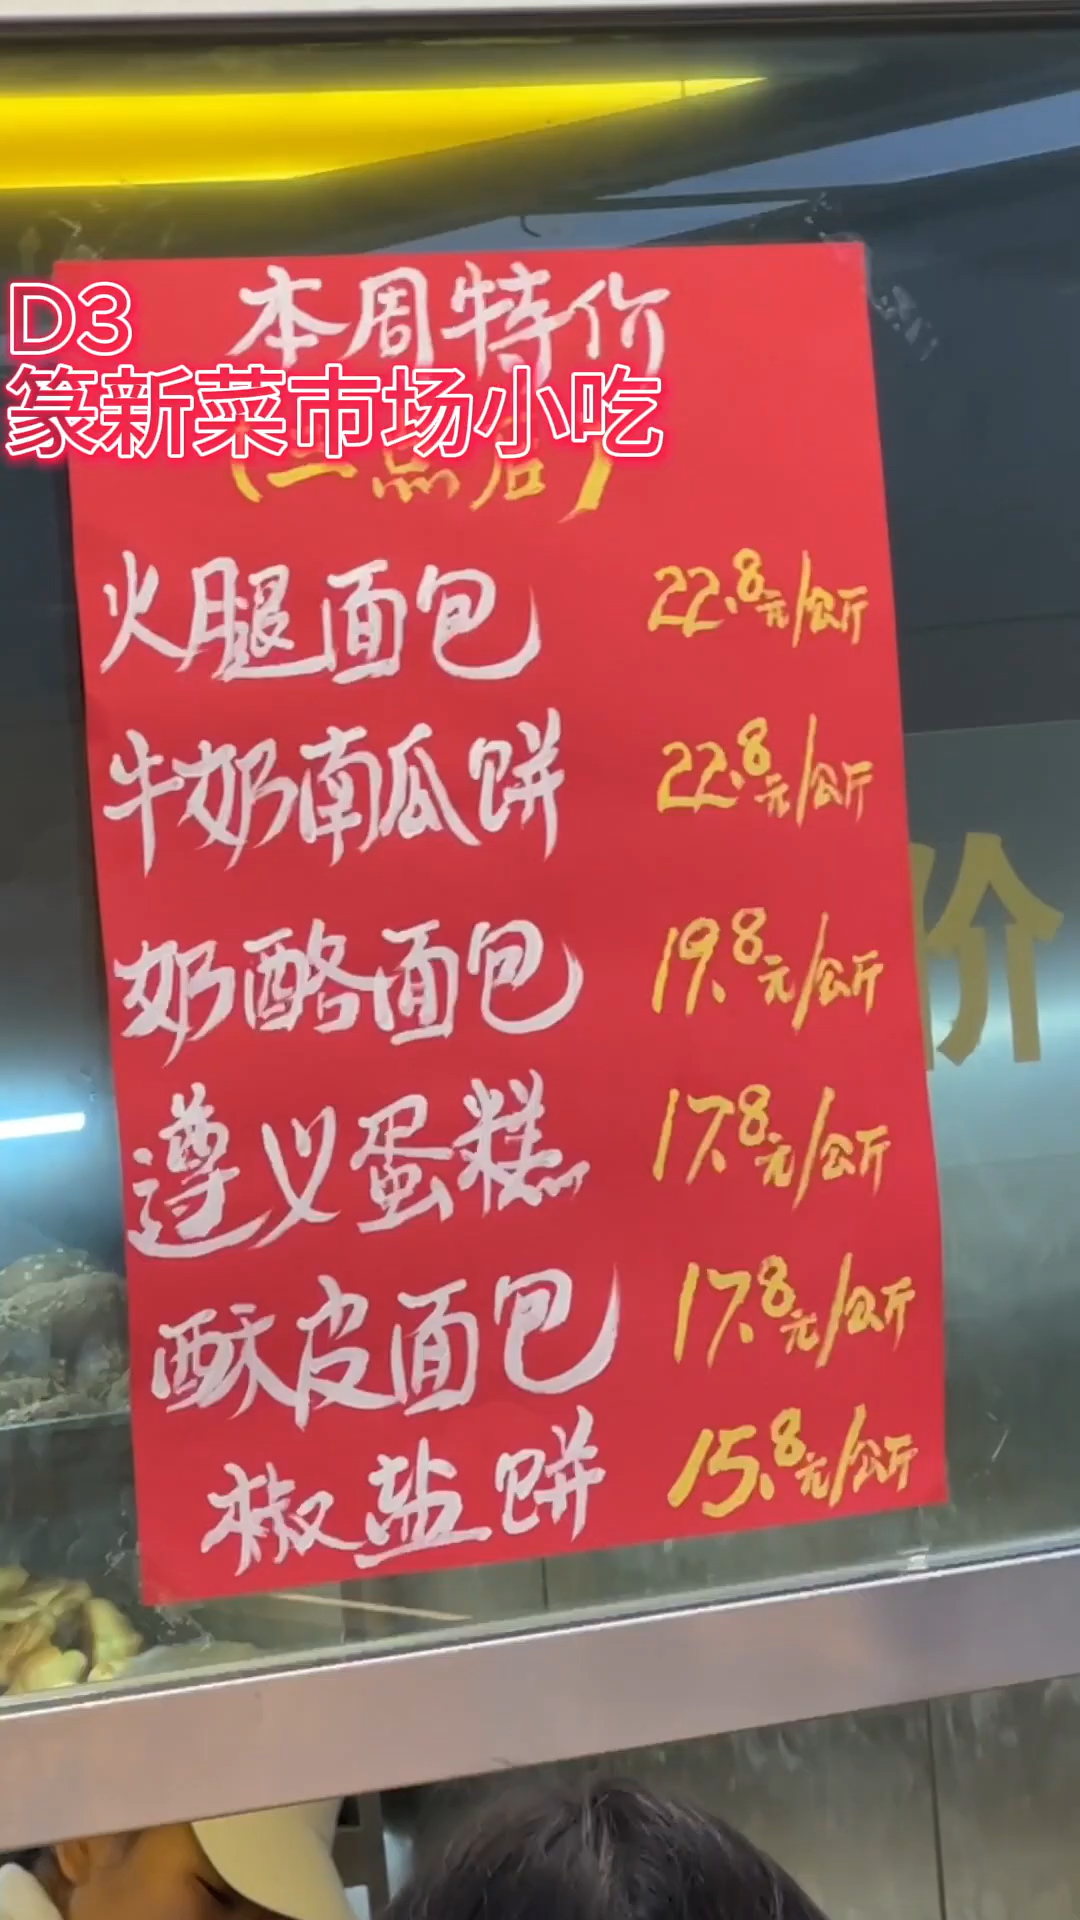 D3
本周特价
篆新菜市场小吃
火腿面包 22.8元/公斤
牛奶南瓜饼 22.8元/公斤
奶酪面包 19.8元/公斤
价
遵义蛋糕 17.8元/公斤
酥皮面包 17.8元/公斤
椒盐饼 15.8元/公斤